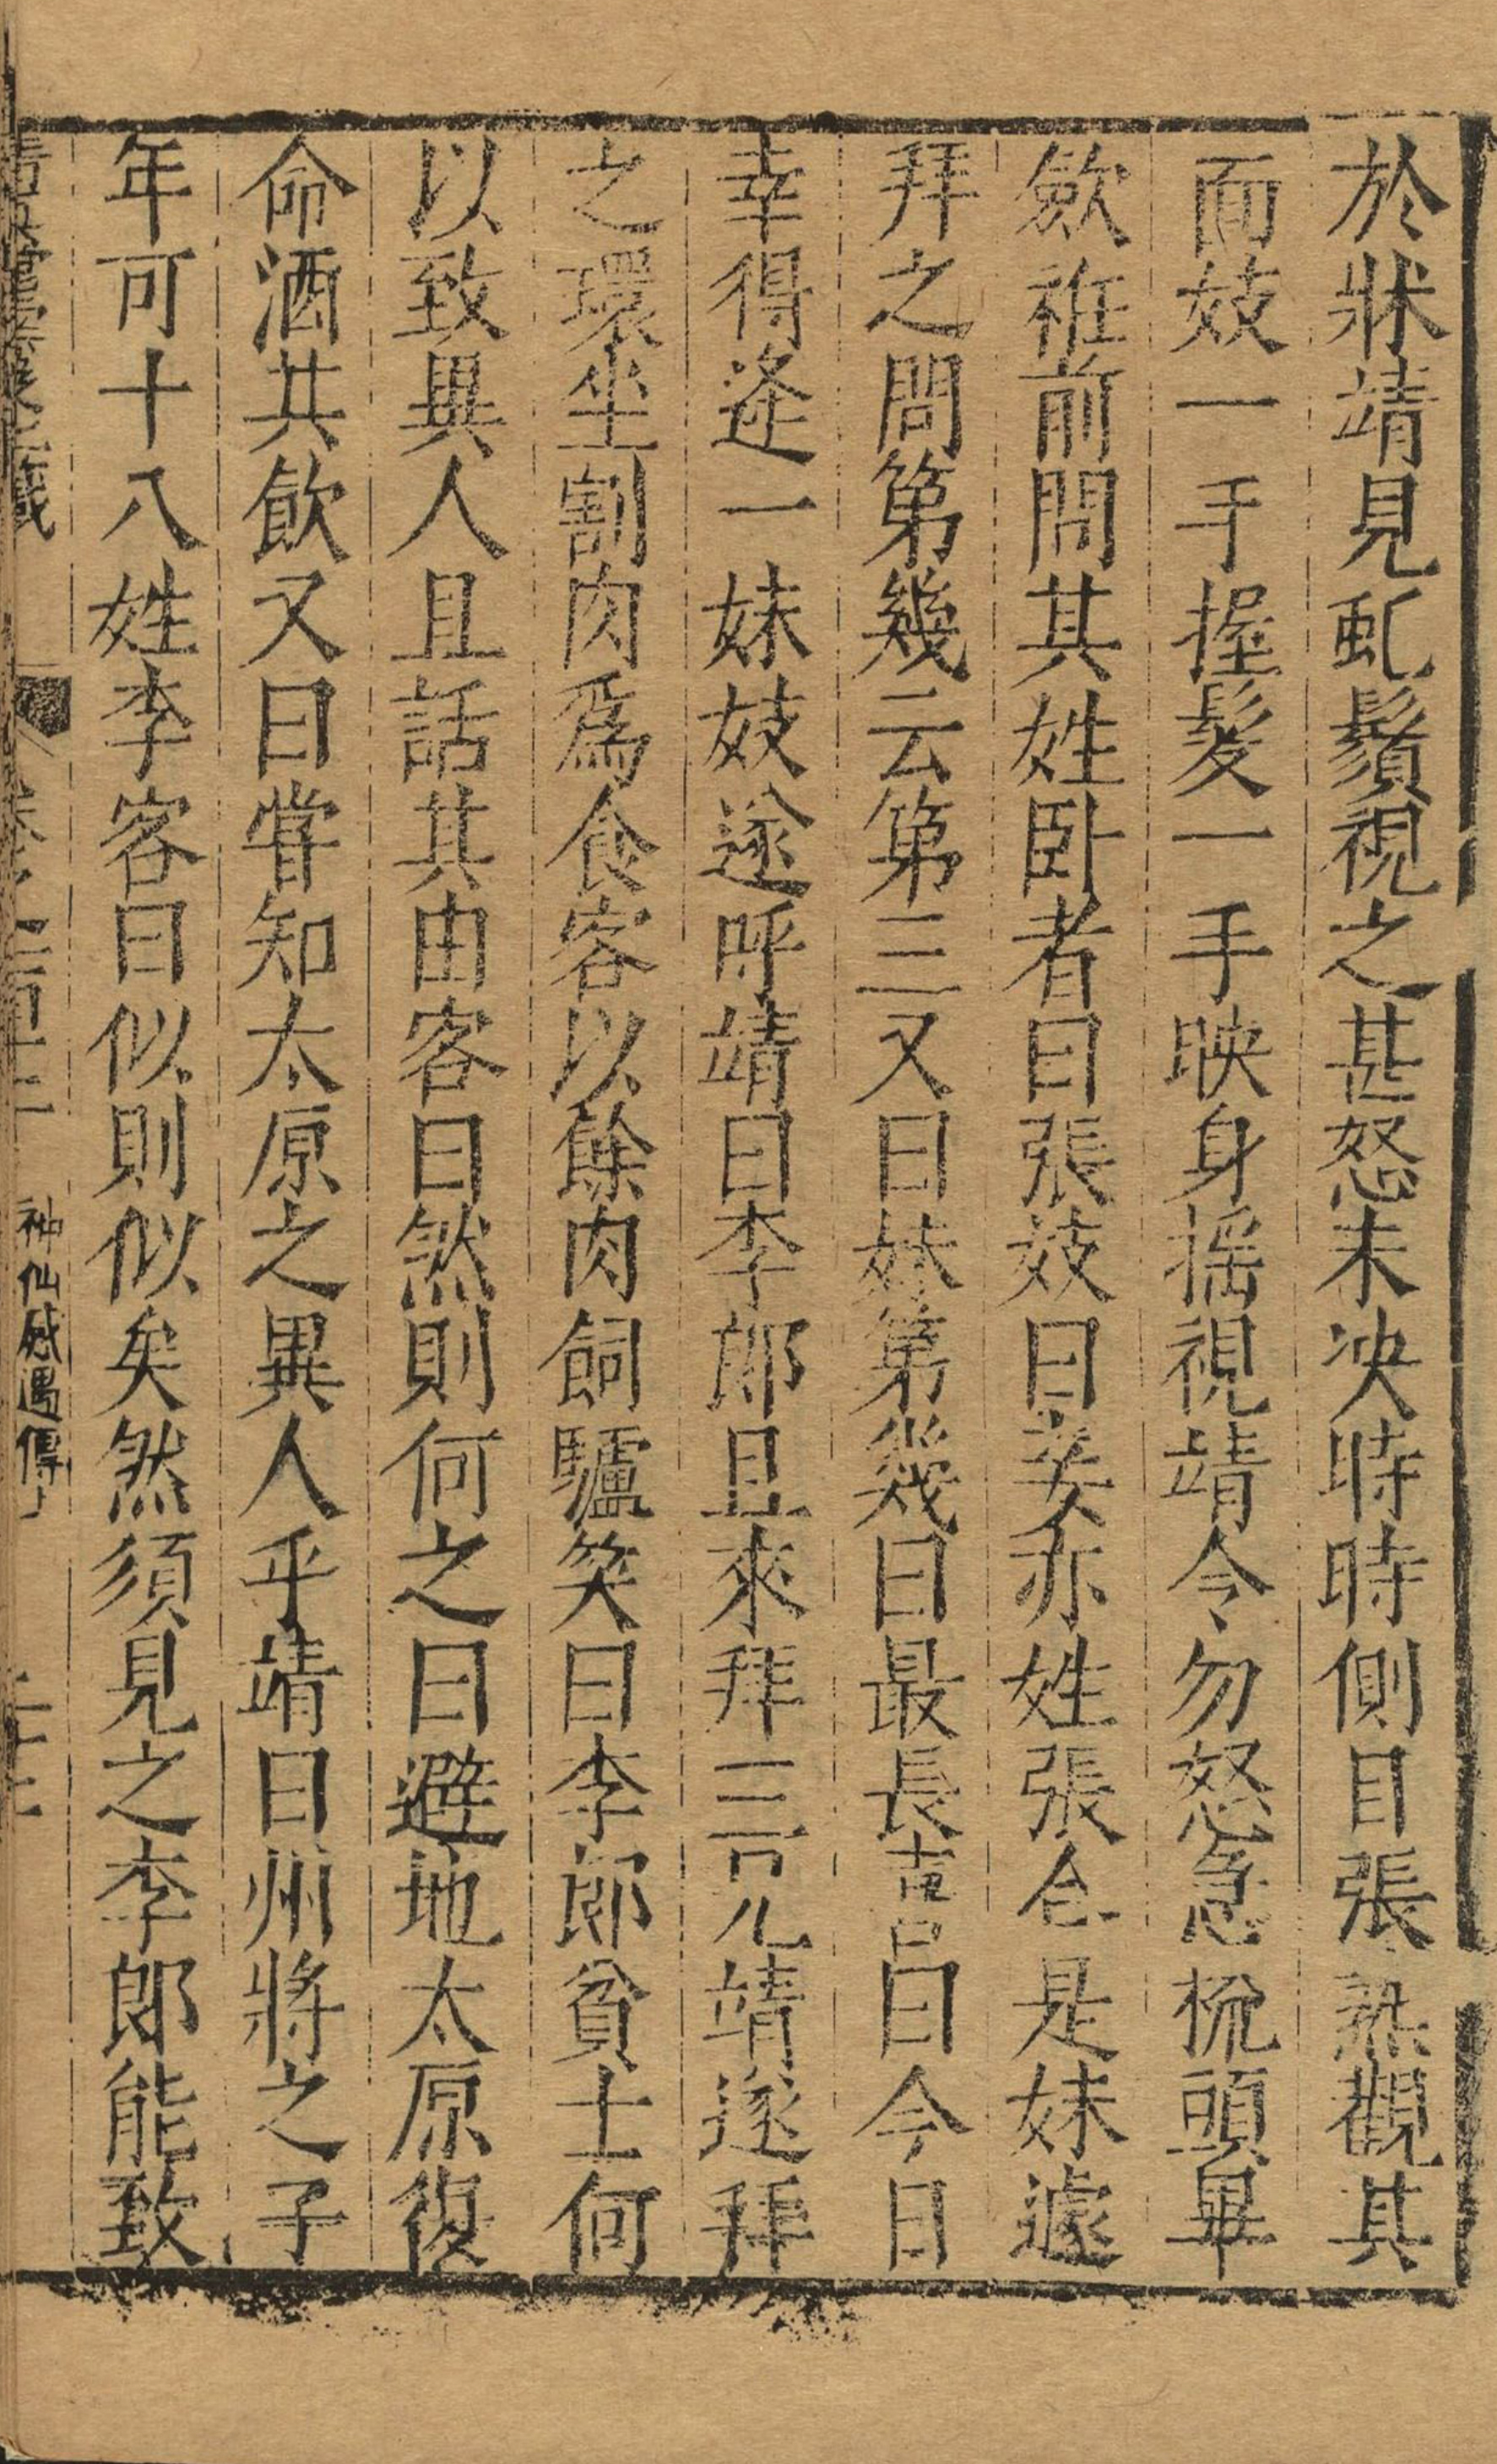 於牀靖見虬鬚視之甚怒未决時時側目張熟觀其
面妓一手握髮一手映身揺視靖令勿怒急梳頭畢
歛袵前問其姓卧者曰張妓曰妾亦姓張合是妹遽
拜之問第幾云第三又曰妹第幾曰最長喜曰今日
幸得逢一妹妓遂呼靖曰李郎且來拜三兄靖遂拜
之環坐割肉爲食客以餘肉飼驢笑曰李郎貧士何
以致異人且話其由客曰然則何之曰避地太原復
命酒共飲又曰嘗知太原之異人乎靖曰州將之子
年可十八姓李客曰似則似矣然須見之李郎能致
神仙感遇傳